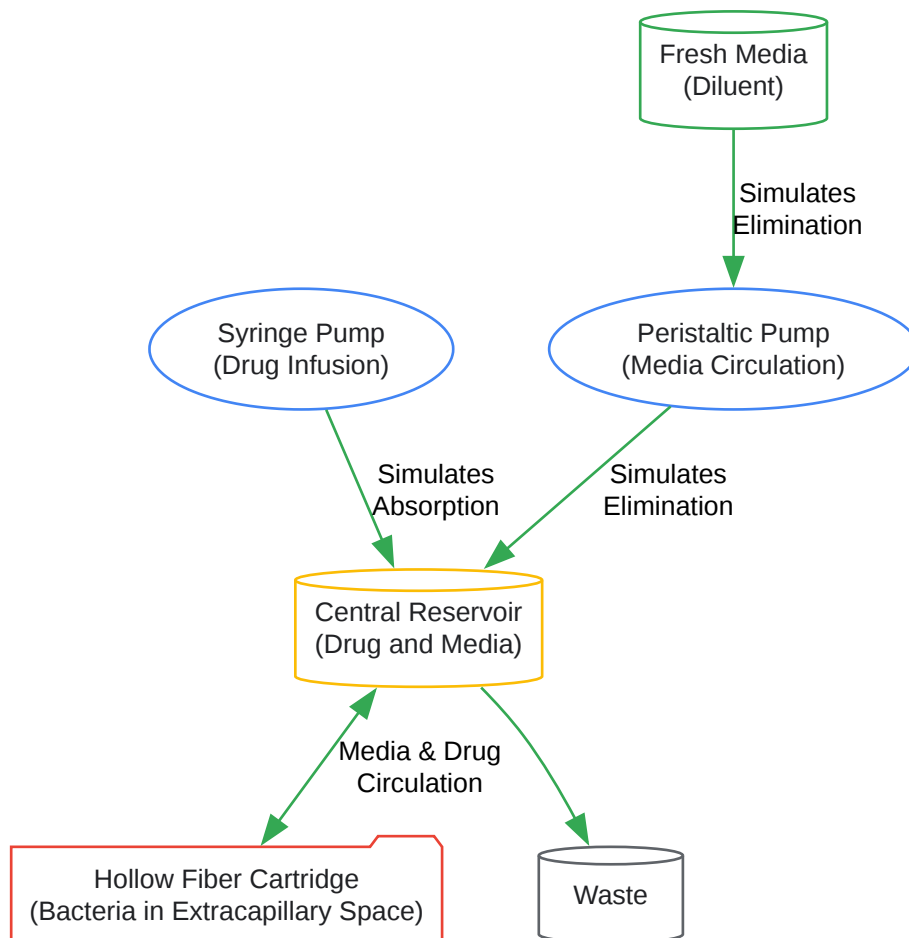 Fresh Media
(Diluent)
Simulates
Elimination
Syringe Pump
(Drug Infusion)
Peristaltic Pump
(Media Circulation)
Simulates
Absorption
Simulates
Elimination
Central Reservoir
(Drug and Media)
Media & Drug
Circulation
Hollow Fiber Cartridge
(Bacteria in Extracapillary Space)
Waste